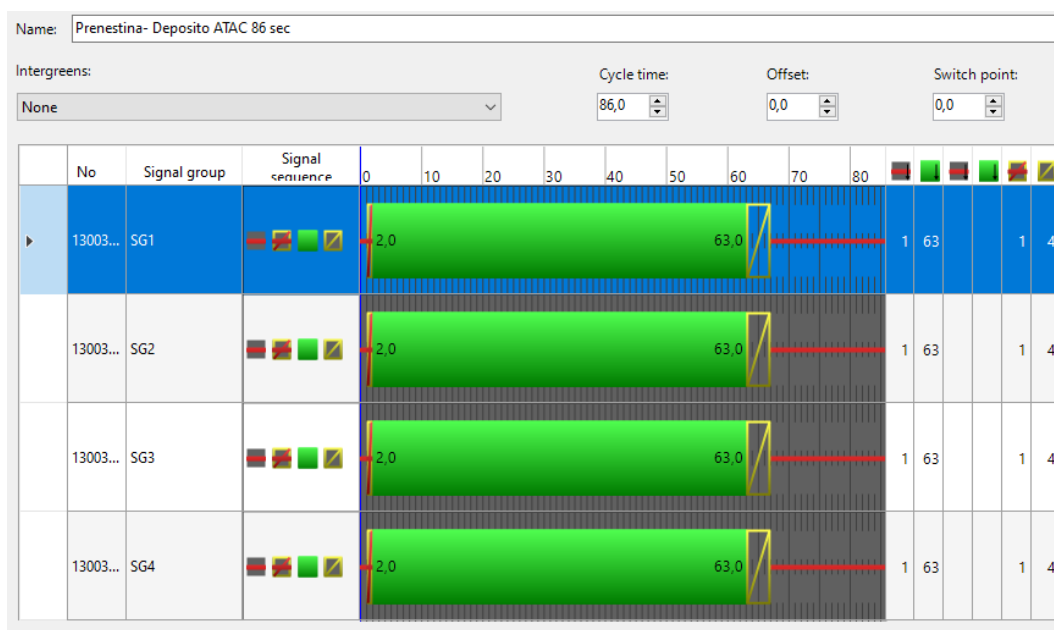 Name: Prenestina- Deposito ATAC 86 sec
Intergreens: Cycle time: Offset: Switch point:
None 86,0 0,0 0,0
No Signal group Signal sequence 0 10 20 30 40 50 60 70 80
13003... SG1 2,0 63,0 1 63 1 4
13003... SG2 2,0 63,0 1 63 1 4
13003... SG3 2,0 63,0 1 63 1 4
13003... SG4 2,0 63,0 1 63 1 4